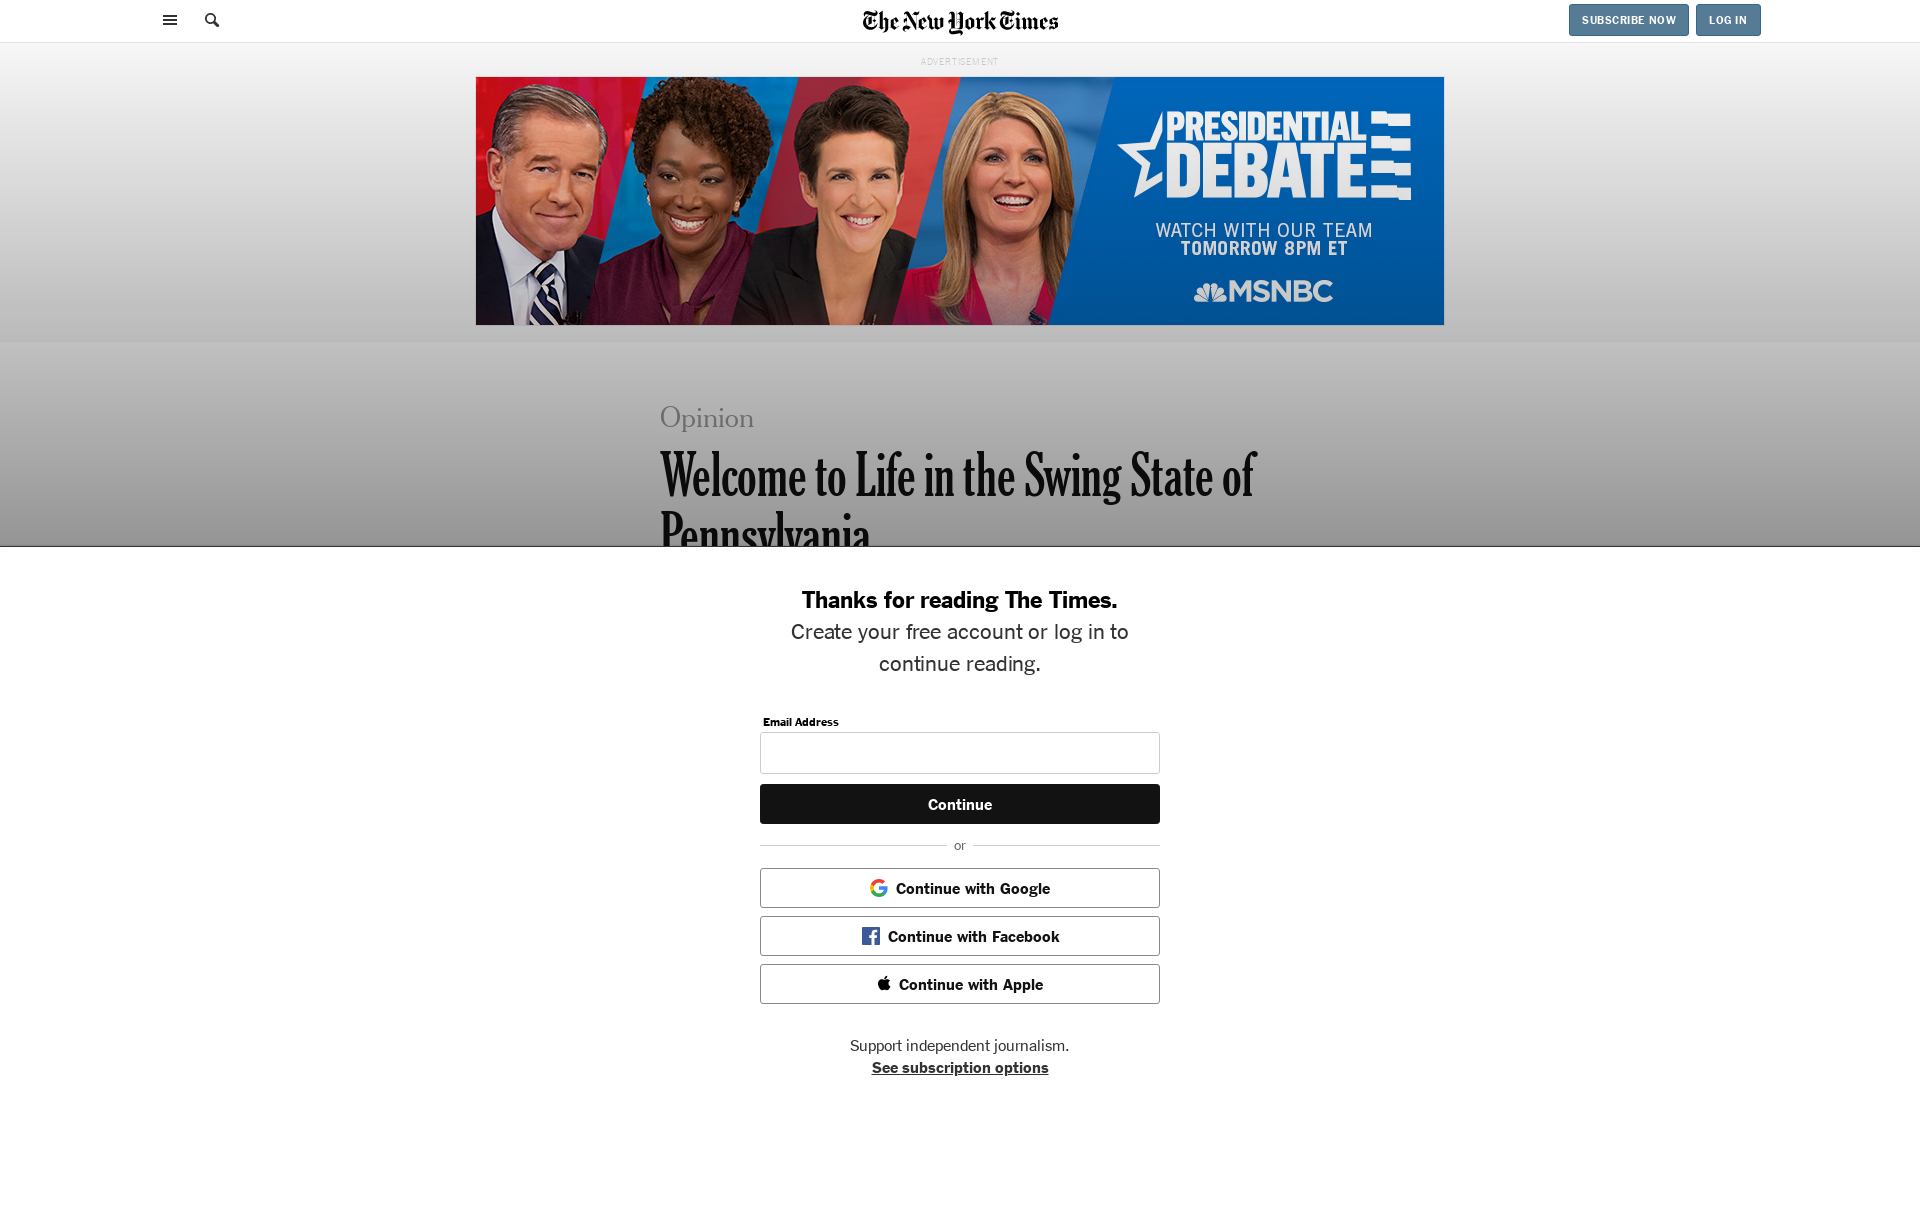 The New York Times
SUBSCRIBE NOW
LOG IN
ADVERTISEMENT
PRESIDENTIAL
DEBATE
WATCH WITH OUR TEAM
TOMORROW 8PM ET
MSNBC
Opinion
Welcome to Life in the Swing State of
Pennsylvania
Thanks for reading The Times.
Create your free account or log in to
continue reading.
Email Address
Continue
or
Continue with Google
Continue with Facebook
Continue with Apple
Support independent journalism.
See subscription options